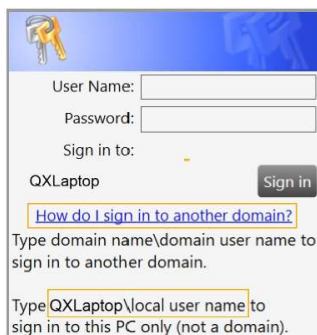 User Name:
Password:
Sign in to:
QXLaptop
Sign in
How do I sign in to another domain?
Type domain name\domain user name to
sign in to another domain.
Type QXLaptop\local user name to
sign in to this PC only (not a domain).